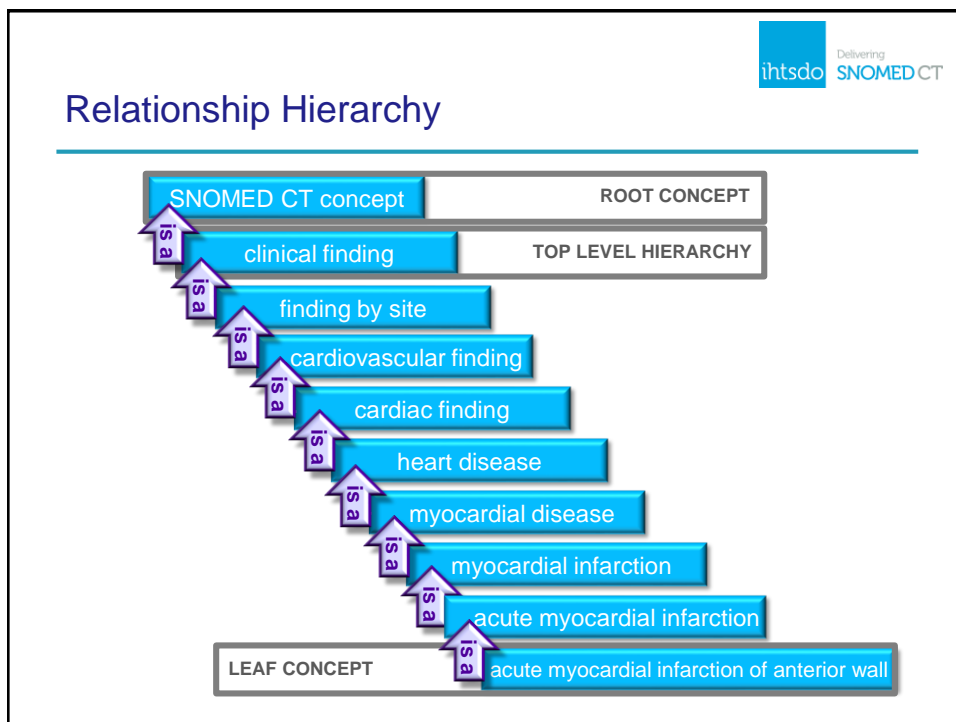 Delivering
ihtsdo SNOMED CT
Relationship Hierarchy
SNOMED CT concept ROOT CONCEPT
is a
clinical finding TOP LEVEL HIERARCHY
is a
finding by site
is a
cardiovascular finding
is a
cardiac finding
is a
heart disease
is a
myocardial disease
is a
myocardial infarction
is a
acute myocardial infarction
is a
LEAF CONCEPT acute myocardial infarction of anterior wall